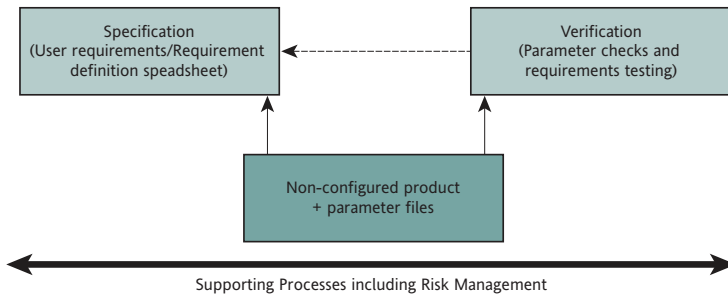 Specification
(User requirements/Requirement
definition speadsheet)
Verification
(Parameter checks and
requirements testing)
Non-configured product
+ parameter files
Supporting Processes including Risk Management